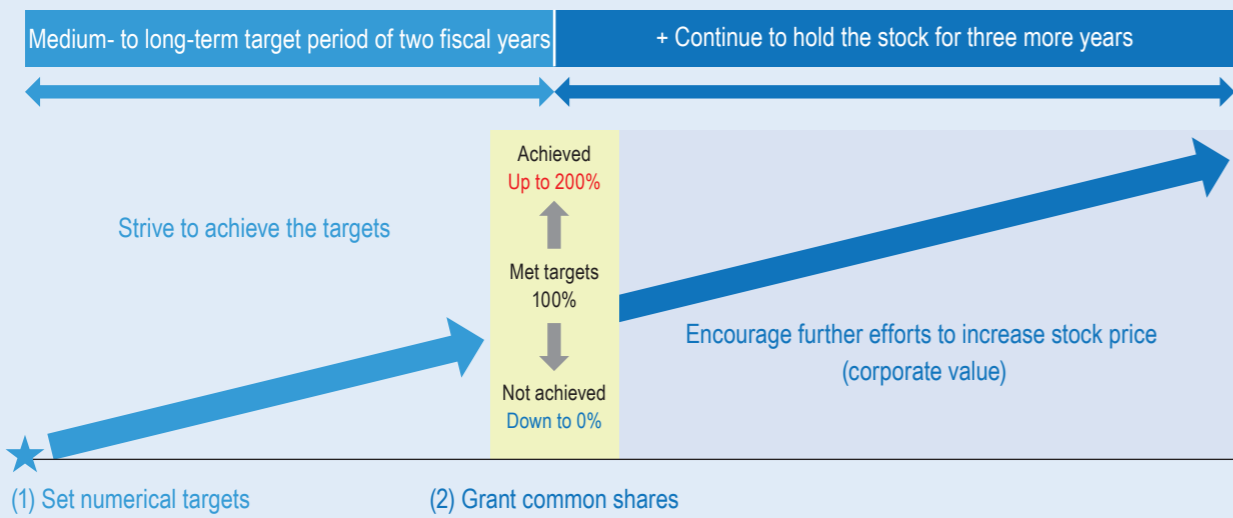 Medium- to long-term target period of two fiscal years
+ Continue to hold the stock for three more years
Achieved
Up to 200%
Strive to achieve the targets
Met targets
100%
Encourage further efforts to increase stock price
(corporate value)
Not achieved
Down to 0%
(1) Set numerical targets
(2) Grant common shares